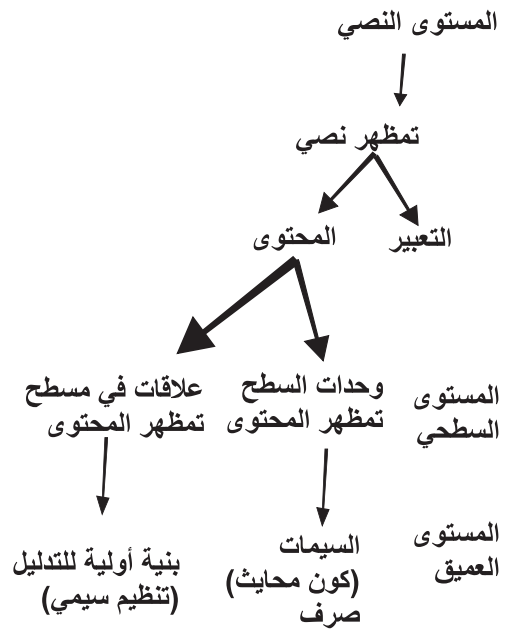 المستوى النصي
تمظهر نصي
التعبير
المحتوى
المستوى
السطحي
وحدات السطح
تمظهر المحتوى
علاقات في مسطح
تمظهر المحتوى
المستوى
العميق
السيمات
(كون محايث)
صرف
بنية أولية للتدليل
(تنظيم سيمي)